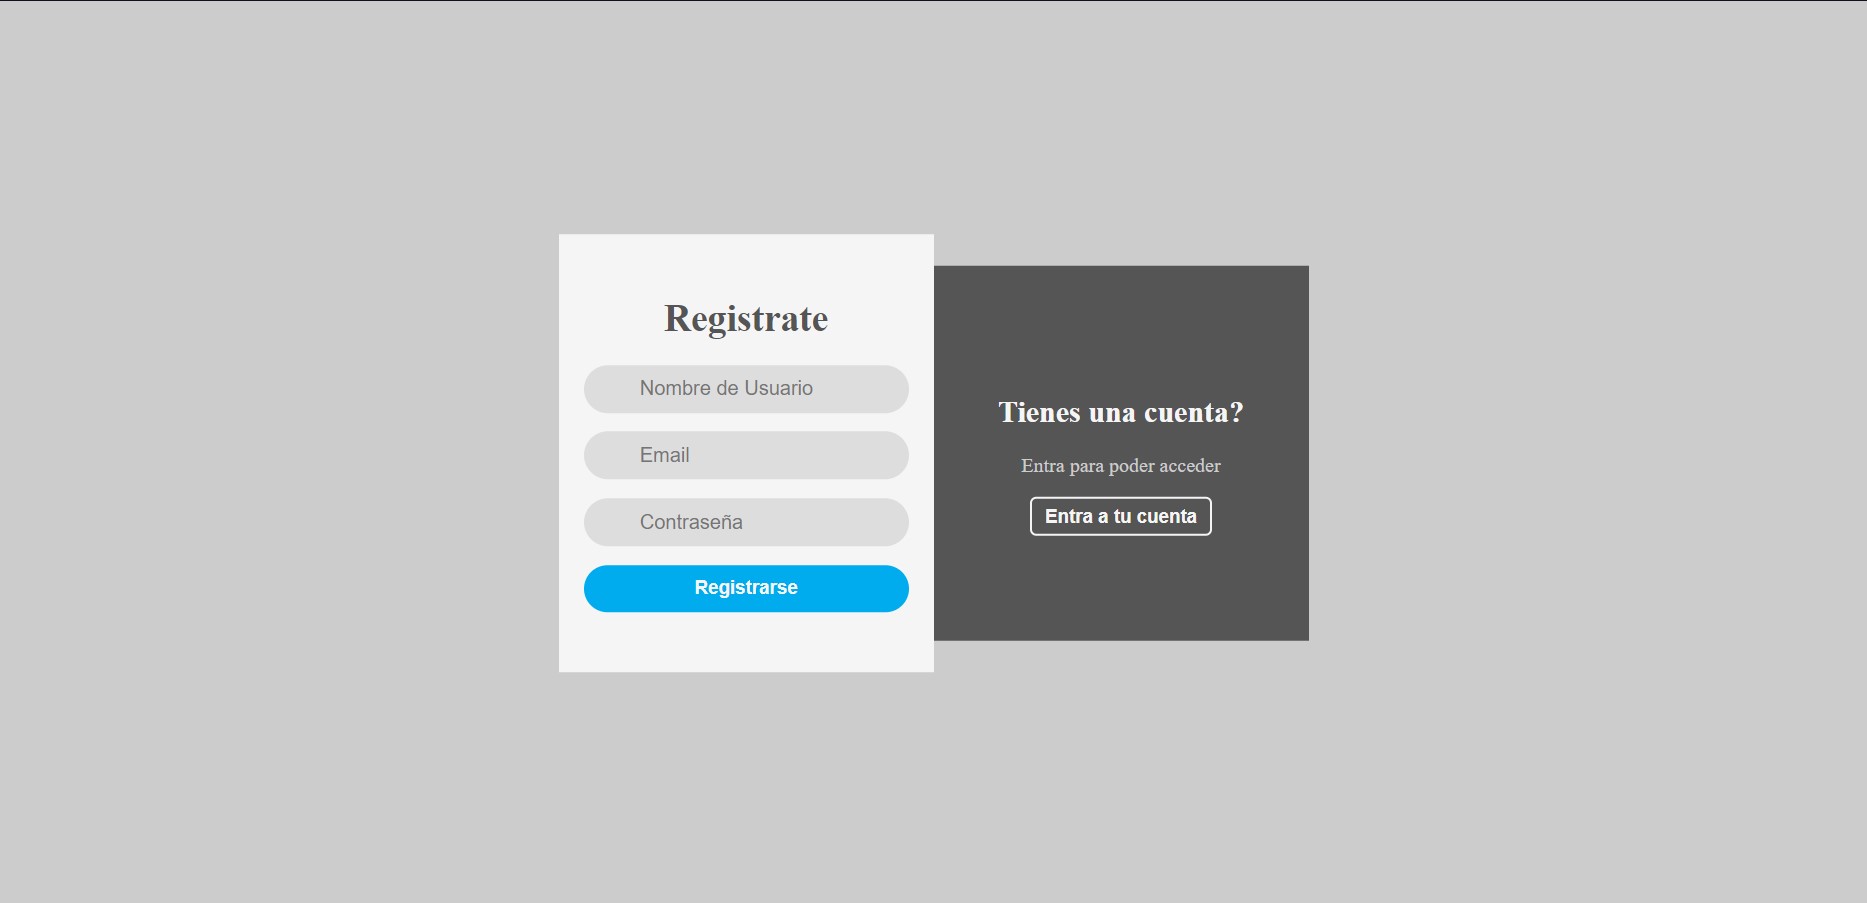 Registrate
Nombre de Usuario
Email
Contraseña
Registrarse
Tienes una cuenta?
Entra para poder acceder
Entra a tu cuenta